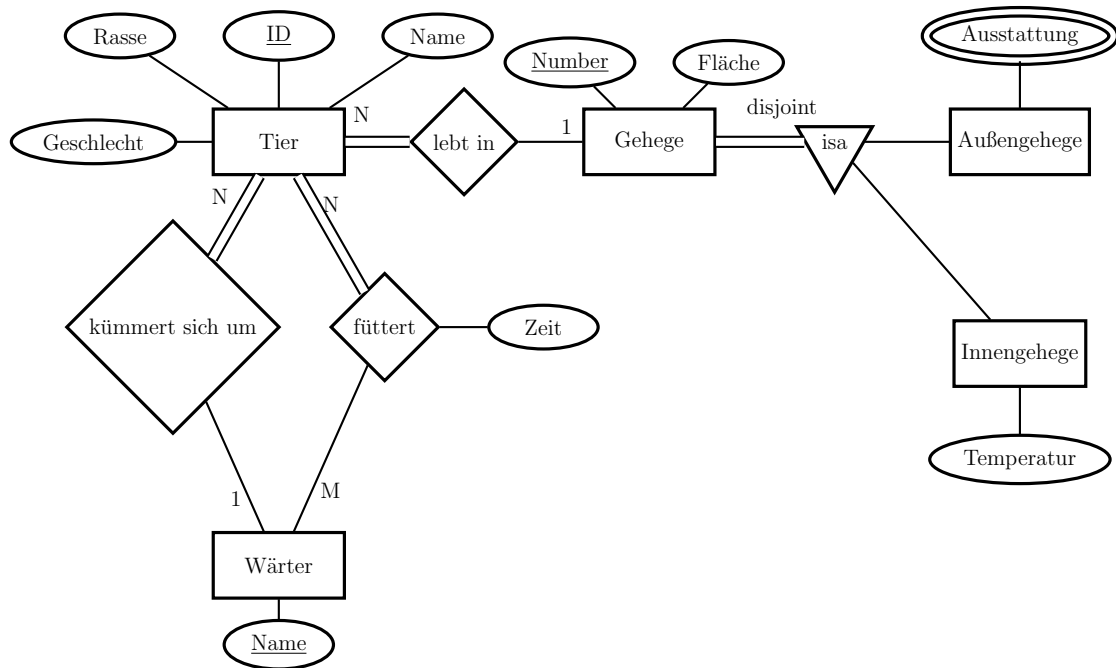 Rasse
ID
Name
Number
Fläche
Ausstattung
Geschlecht
Tier
N
lebt in
1
Gehege
disjoint
isa
Außengehege
N
N
kümmert sich um
füttert
Zeit
Innengehege
Temperatur
1
M
Wärter
Name